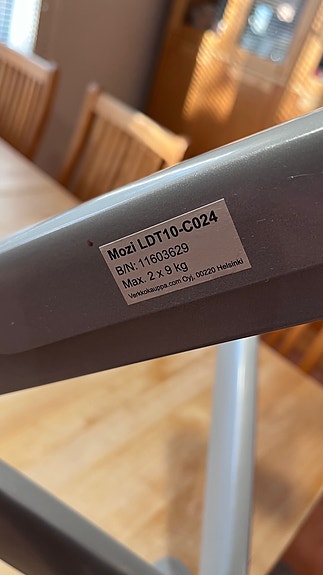 Mozi LDT10-C024
B/N: 11603629
Max. 2 x 9 kg
Verkkokauppa.com Oyj, 00220 Helsinki